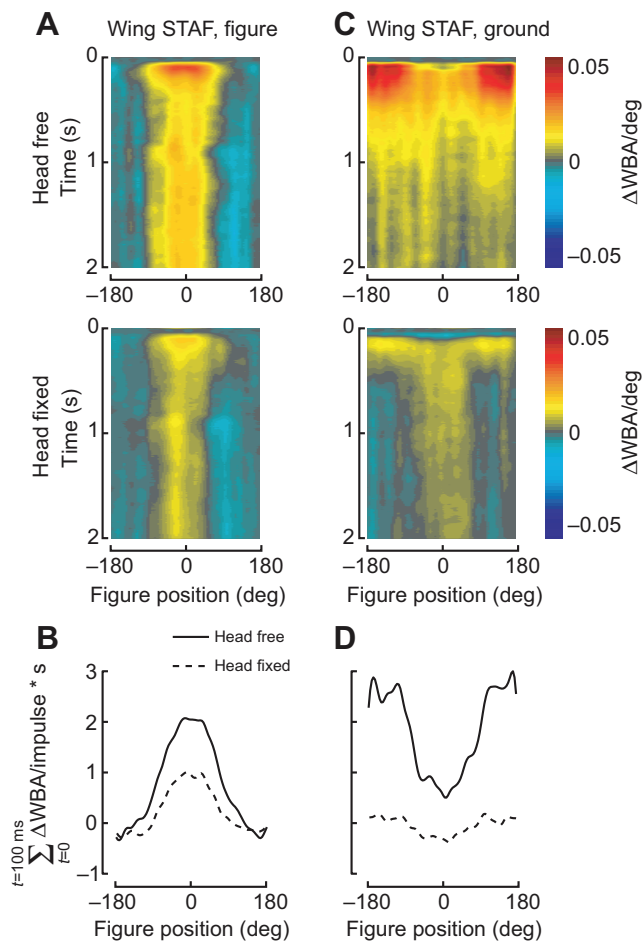 A Wing STAF, figure
C Wing STAF, ground
Head free
Time (s)
0
1
2
−180 0 180
0
1
2
−180 0 180
0.05
0
−0.05
ΔWBA/deg
Head fixed
Time (s)
0
1
2
−180 0 180
Figure position (deg)
0
1
2
−180 0 180
Figure position (deg)
0.05
0
−0.05
ΔWBA/deg
B
Head free
Head fixed
D
t=100 ms
∑ ΔWBA/impulse * s
t=0
3
2
1
0
−1
−180 0 180
Figure position (deg)
−180 0 180
Figure position (deg)